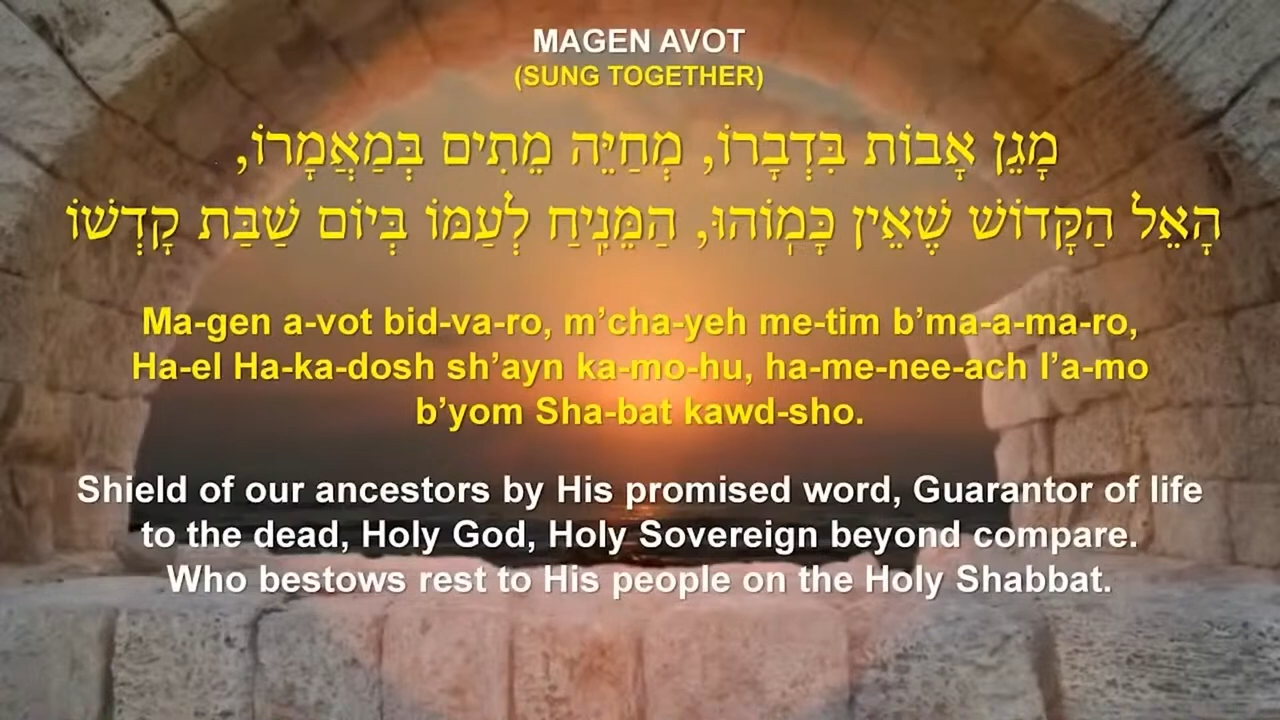 MAGEN AVOT
(SUNG TOGETHER)
מָגֵן אָבוֹת בִּדְבָרוֹ, מְחַיֵּה מֵתִים בְּמַאֲמָרוֹ,
הָאֵל הַקָּדוֹשׁ שֶׁאֵין כָּמֽוֹהוּ, הַמֵּנִֽיחַ לְעַמּוֹ בְּיוֹם שַׁבַּת קָדְשׁוֹ
Ma-gen a-vot bid-va-ro, m’cha-yeh me-tim b’ma-a-ma-ro,
Ha-el Ha-ka-dosh sh’ayn ka-mo-hu, ha-me-nee-ach l’a-mo
b’yom Sha-bat kawd-sho.
Shield of our ancestors by His promised word, Guarantor of life
to the dead, Holy God, Holy Sovereign beyond compare.
Who bestows rest to His people on the Holy Shabbat.